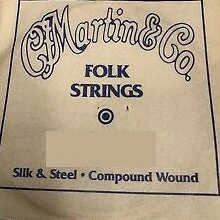 C.F. Martin & Co.
FOLK
STRINGS
Silk & Steel • Compound Wound